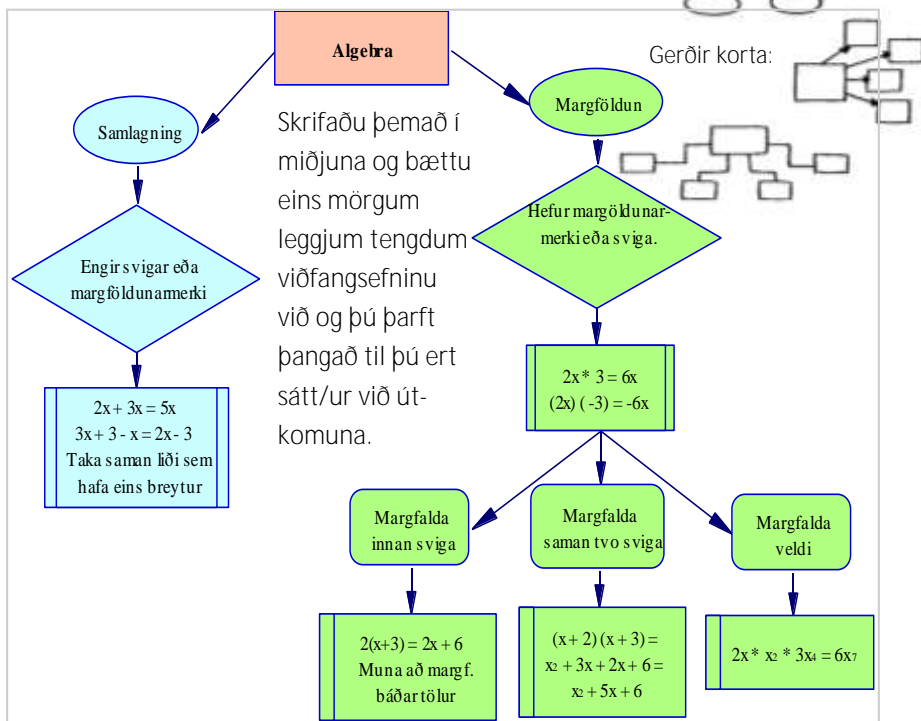 Algebra
Gerðir korta:
Samlagning
Margföldun
Skrifaðu þemað í
miðjuna og bættu
eins mörgum
leggjum tengdum
viðfangsefninu
við og þú þarft
þangað til þú ert
sátt/ur við út-
komuna.
Engir svigar eða
margföldunarmerki
Hefur margöldunar-
merki eða sviga.
2x + 3x = 5x
3x + 3 - x = 2x - 3
Taka saman liði sem
hafa eins breytur
2x * 3 = 6x
(2x) ( -3) = -6x
Margfalda
innan sviga
Margfalda
saman tvo sviga
Margfalda
veldi
2(x+3) = 2x + 6
Muna að margf.
báðar tölur
(x + 2) (x + 3) =
x2 + 3x + 2x + 6 =
x2 + 5x + 6
2x * x2 * 3x4 = 6x7